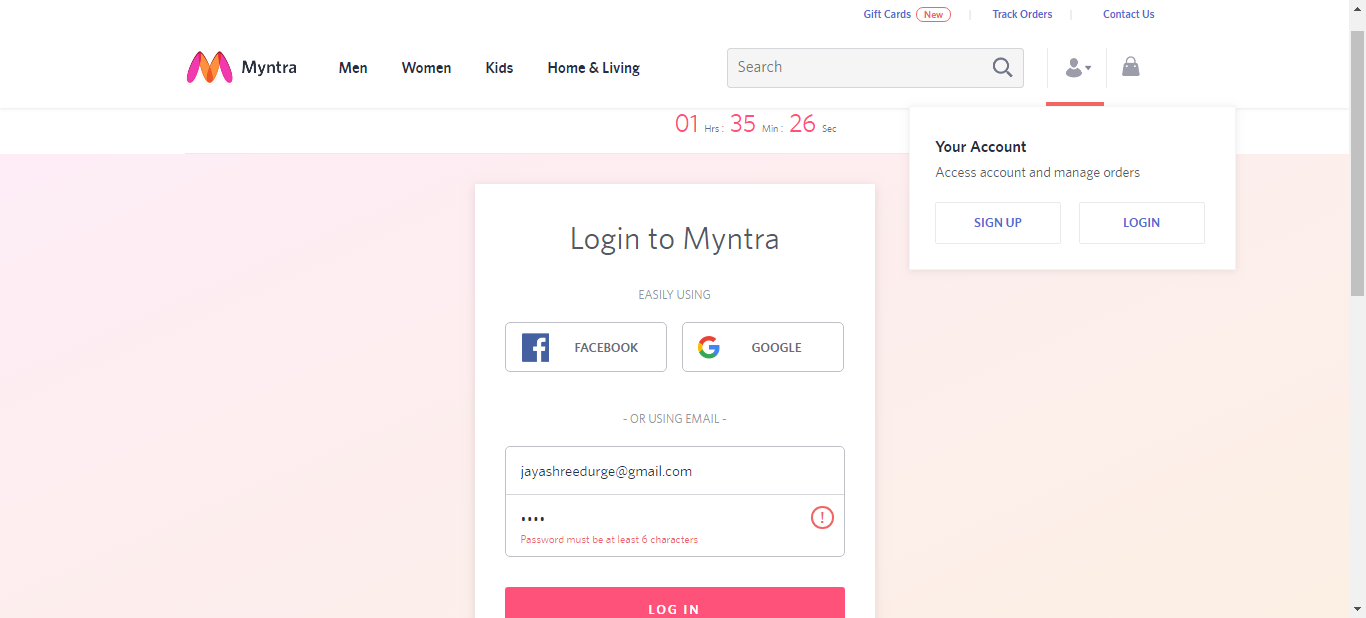 Gift Cards New | Track Orders | Contact Us
Myntra Men Women Kids Home & Living Search
01 Hrs : 35 Min : 26 Sec
Your Account
Access account and manage orders
SIGN UP LOGIN
Login to Myntra
EASILY USING
FACEBOOK GOOGLE
- OR USING EMAIL -
jayashreedurge@gmail.com
••••
Password must be at least 6 characters
LOG IN